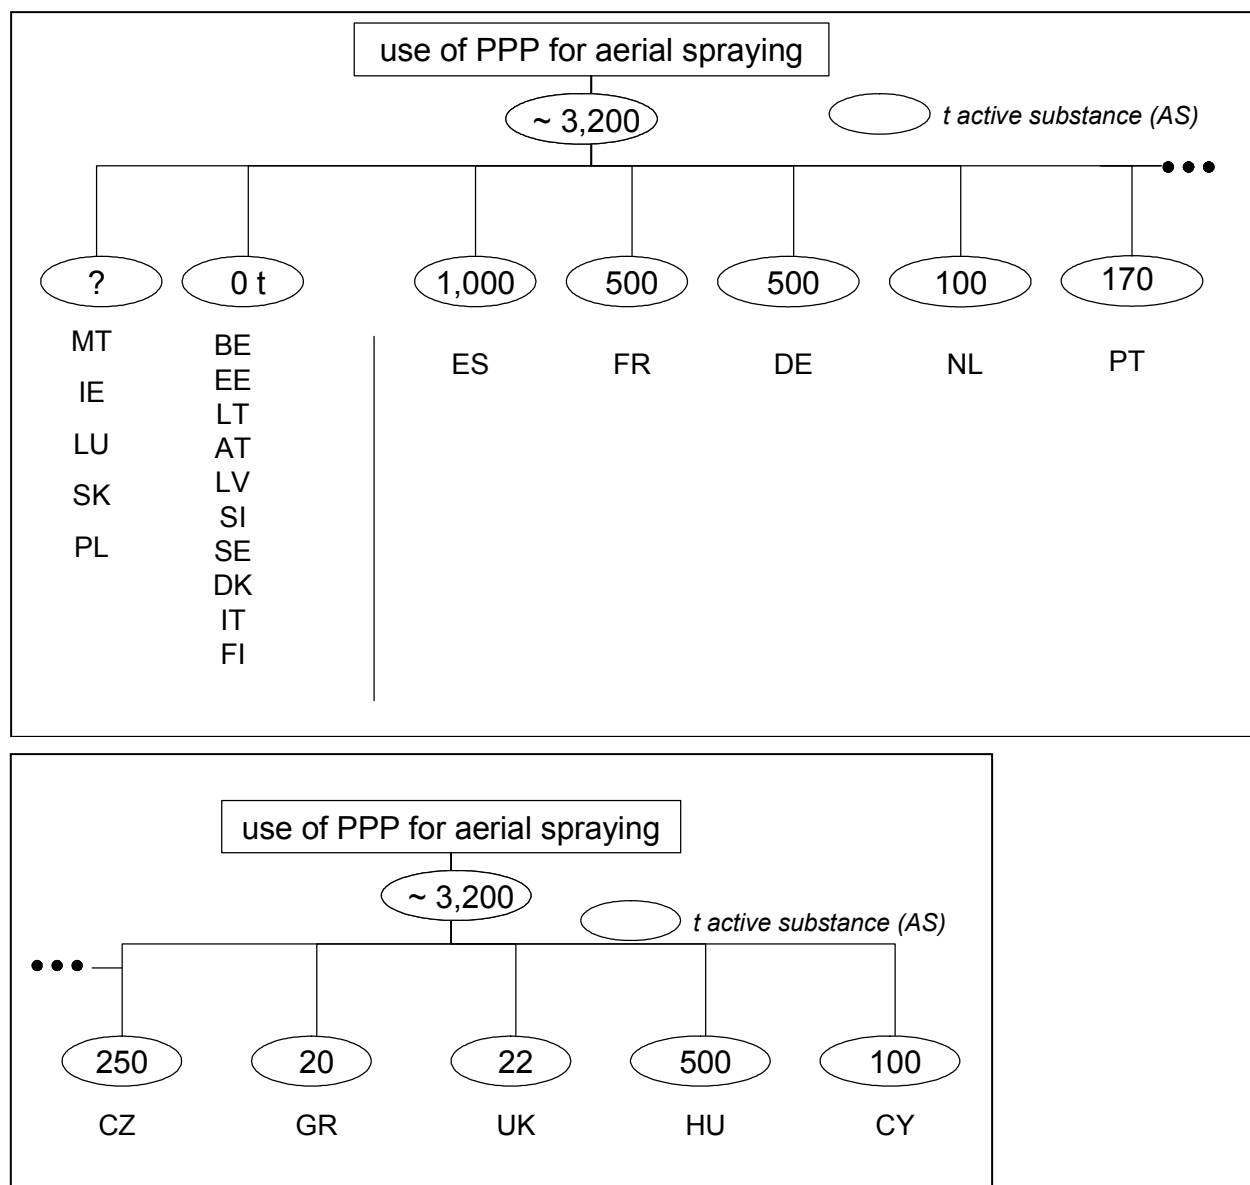 use of PPP for aerial spraying
~ 3,200
t active substance (AS)
? 0 t 1,000 500 500 100 170
MT
IE
LU
SK
PL
BE
EE
LT
AT
LV
SI
SE
DK
IT
FI
ES FR DE NL PT
use of PPP for aerial spraying
~ 3,200
t active substance (AS)
250 20 22 500 100
CZ GR UK HU CY